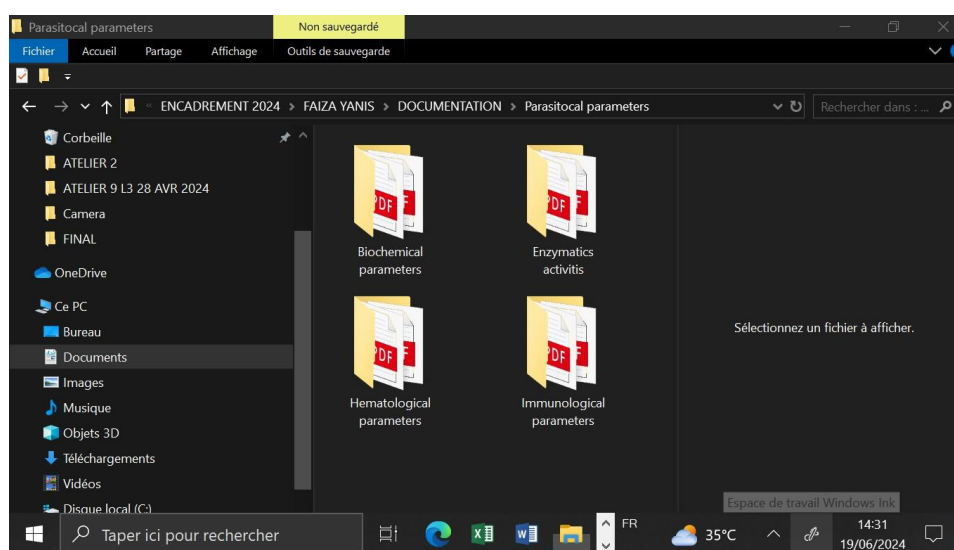 Parasitocal parameters
Non sauvegardé
Fichier Accueil Partage Affichage Outils de sauvegarde
ENCADREMENT 2024 > FAIZA YANIS > DOCUMENTATION > Parasitocal parameters
Rechercher dans : ...
Corbeille
ATELIER 2
ATELIER 9 L3 28 AVR 2024
Camera
FINAL
OneDrive
Ce PC
Bureau
Documents
Images
Musique
Objets 3D
Téléchargements
Vidéos
Disque local (C:)
PDF
Biochemical
parameters
PDF
Enzymatics
activitis
PDF
Hematological
parameters
PDF
Immunological
parameters
Sélectionnez un fichier à afficher.
Espace de travail Windows Ink
Taper ici pour rechercher
FR
35°C
14:31
19/06/2024